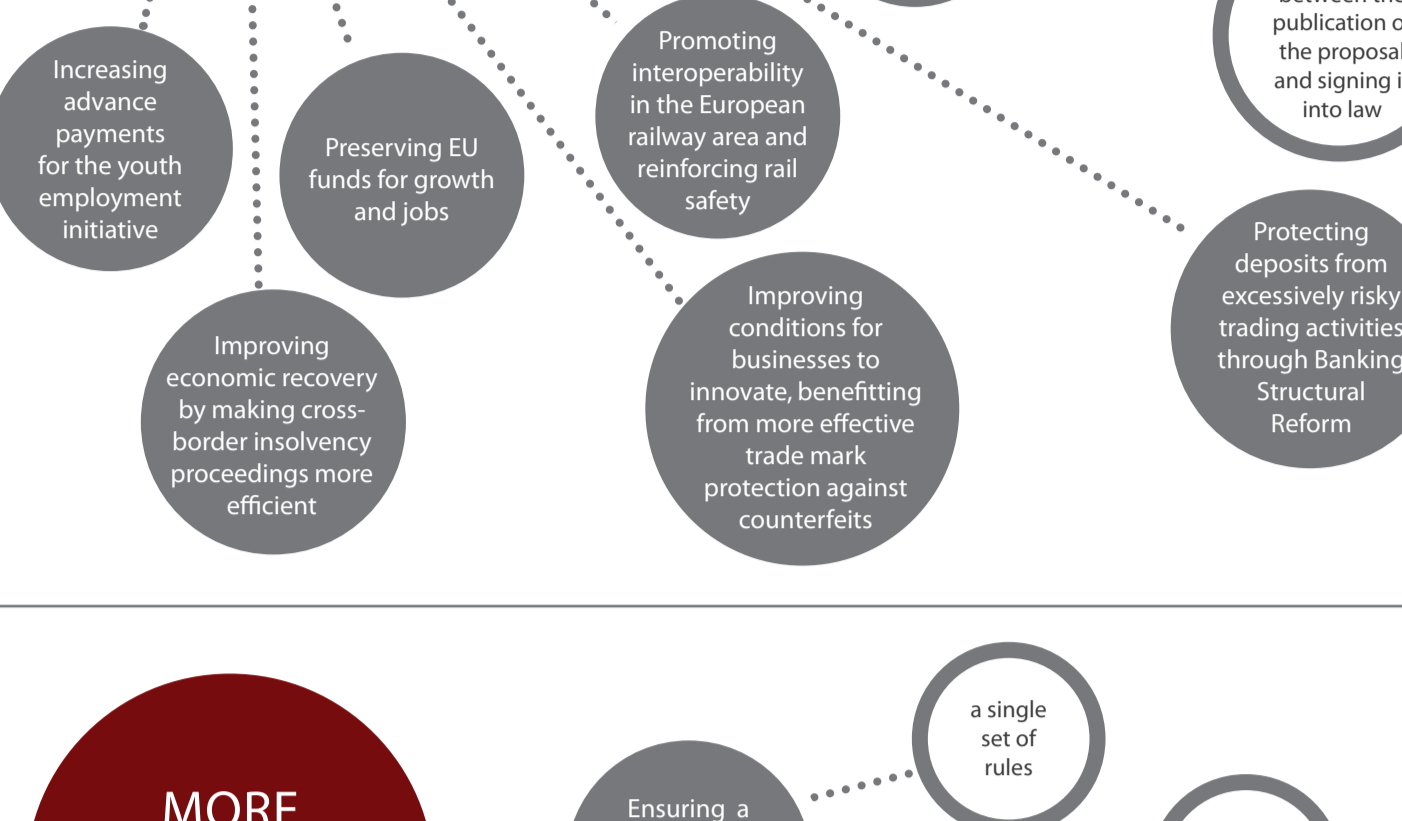 Increasing
advance
payments
for the youth
employment
initiative
Preserving EU
funds for growth
and jobs
Promoting
interoperability
in the European
railway area and
reinforcing rail
safety
publication
the proposal
and signing
into law
Improving
economic recovery
by making cross-
border insolvency
proceedings more
efficient
Improving
conditions for
businesses to
innovate, benefitting
from more effective
trade mark
protection against
counterfeits
Protecting
deposits from
excessively risky
trading activities
through Banking
Structural
Reform
MORE
Ensuring a
a single
set of
rules